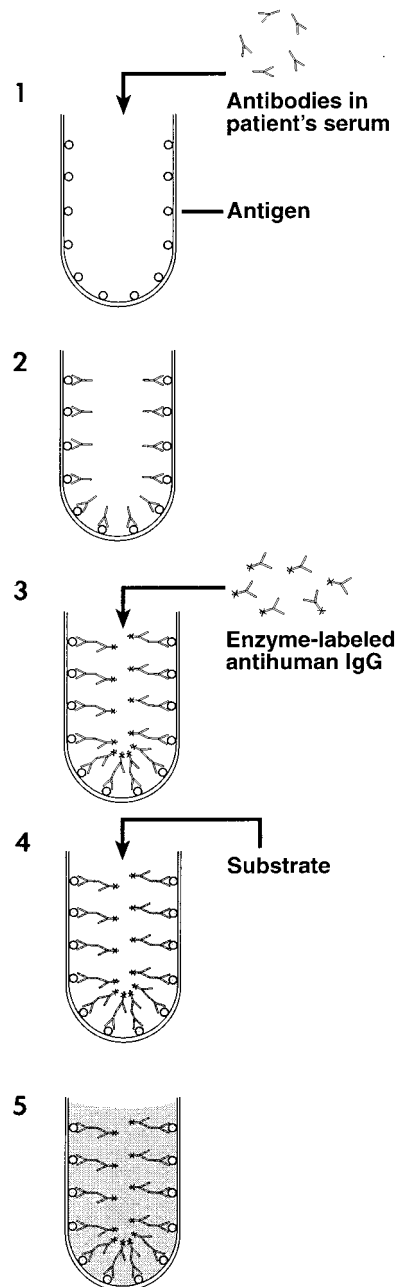 1
Antibodies in
patient's serum
Antigen
2
3
Enzyme-labeled
antihuman IgG
4
Substrate
5